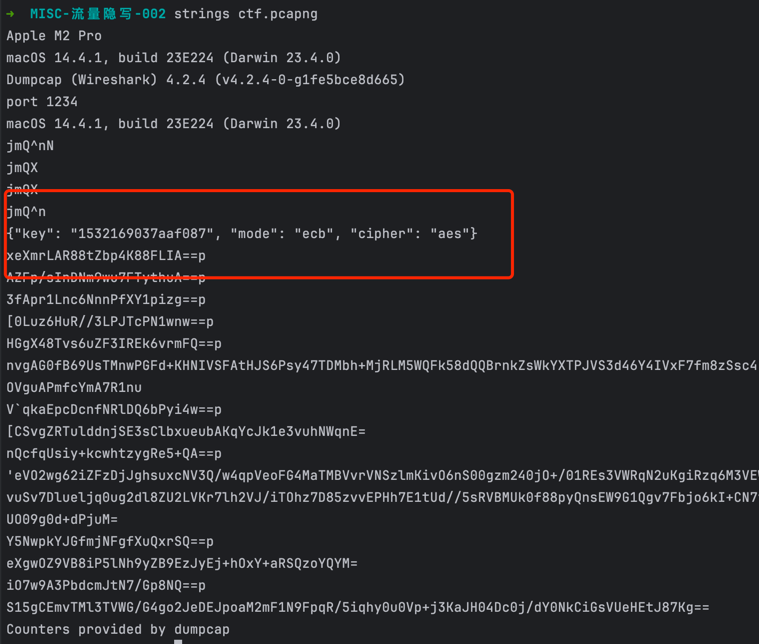 →  MISC-流量隐写-002 strings ctf.pcapng
Apple M2 Pro
macOS 14.4.1, build 23E224 (Darwin 23.4.0)
Dumpcap (Wireshark) 4.2.4 (v4.2.4-0-g1fe5bce8d665)
port 1234
macOS 14.4.1, build 23E224 (Darwin 23.4.0)
jmQ^nN
jmQX
jmQX
jmQ^n
{"key": "1532169037aaf087", "mode": "ecb", "cipher": "aes"}
xeXmrLAR88tZbp4K88FLIA==p
AZFp/sInDNm9wu7FTythuA==p
3fApr1Lnc6NnnPfXY1pizg==p
[0Luz6HuR//3LPJTcPN1wnw==p
HGgX48Tvs6uZF3IREk6vrmFQ==p
nvgAG0fB69UsTMnwPGFd+KHNIVSFAtHJS6Psy47TDMbh+MjRLM5WQFk58dQQBrnkZsWkYXTPJVS3d46Y4IVxF7fm8zSsc4
OVguAPmfcYmA7R1nu
V`qkaEpcDcnfNRlDQ6bPyi4w==p
[CSvgZRTulddnjSE3sClbxueubAKqYcJk1e3vuhNWqnE=
nQcfqUsiy+kcwhtzygRe5+QA==p
'eVO2wg62iZFzDjJghsuxcNV3Q/w4qpVeoFG4MaTMBVvrVNSzlmKivO6nS00gzm240jO+/01REs3VWRqN2uKgiRzq6M3VE
vuSv7Dlueljq0ug2dl8ZU2LVKr7lh2VJ/iTOhz7D85zvvEPHh7E1tUd//5sRVBMUk0f88pyQnsEW9G1Qgv7Fbjo6kI+CN7
UO09g0d+dPjuM=
Y5NwpkYJGfmjNFgfXuQxrSQ==p
eXgwOZ9VB8iP5lNh9yZB9EzJyEj+hOxY+aRSQzoYQYM=
iO7w9A3PbdcmJtN7/Gp8NQ==p
S15gCEmvTMl3TVWG/G4go2JeDEJpoaM2mF1N9FpqR/5iqhy0u0Vp+j3KaJH04Dc0j/dY0NkCiGsVUeHEtJ87Kg==
Counters provided by dumpcap